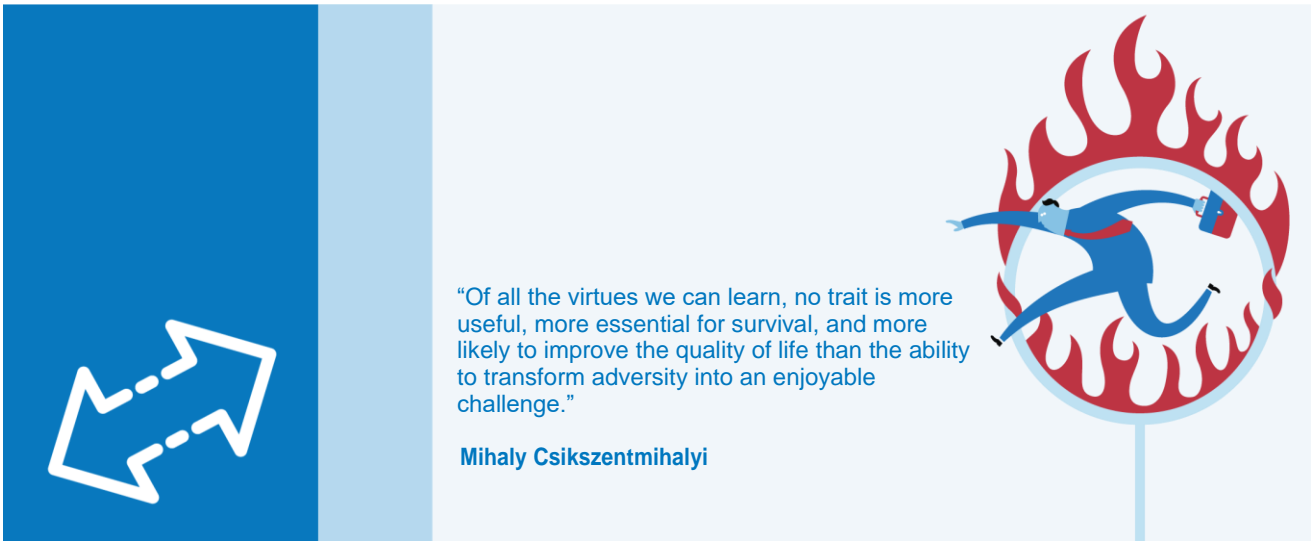 “Of all the virtues we can learn, no trait is more
useful, more essential for survival, and more
likely to improve the quality of life than the ability
to transform adversity into an enjoyable
challenge.”
Mihaly Csikszentmihalyi